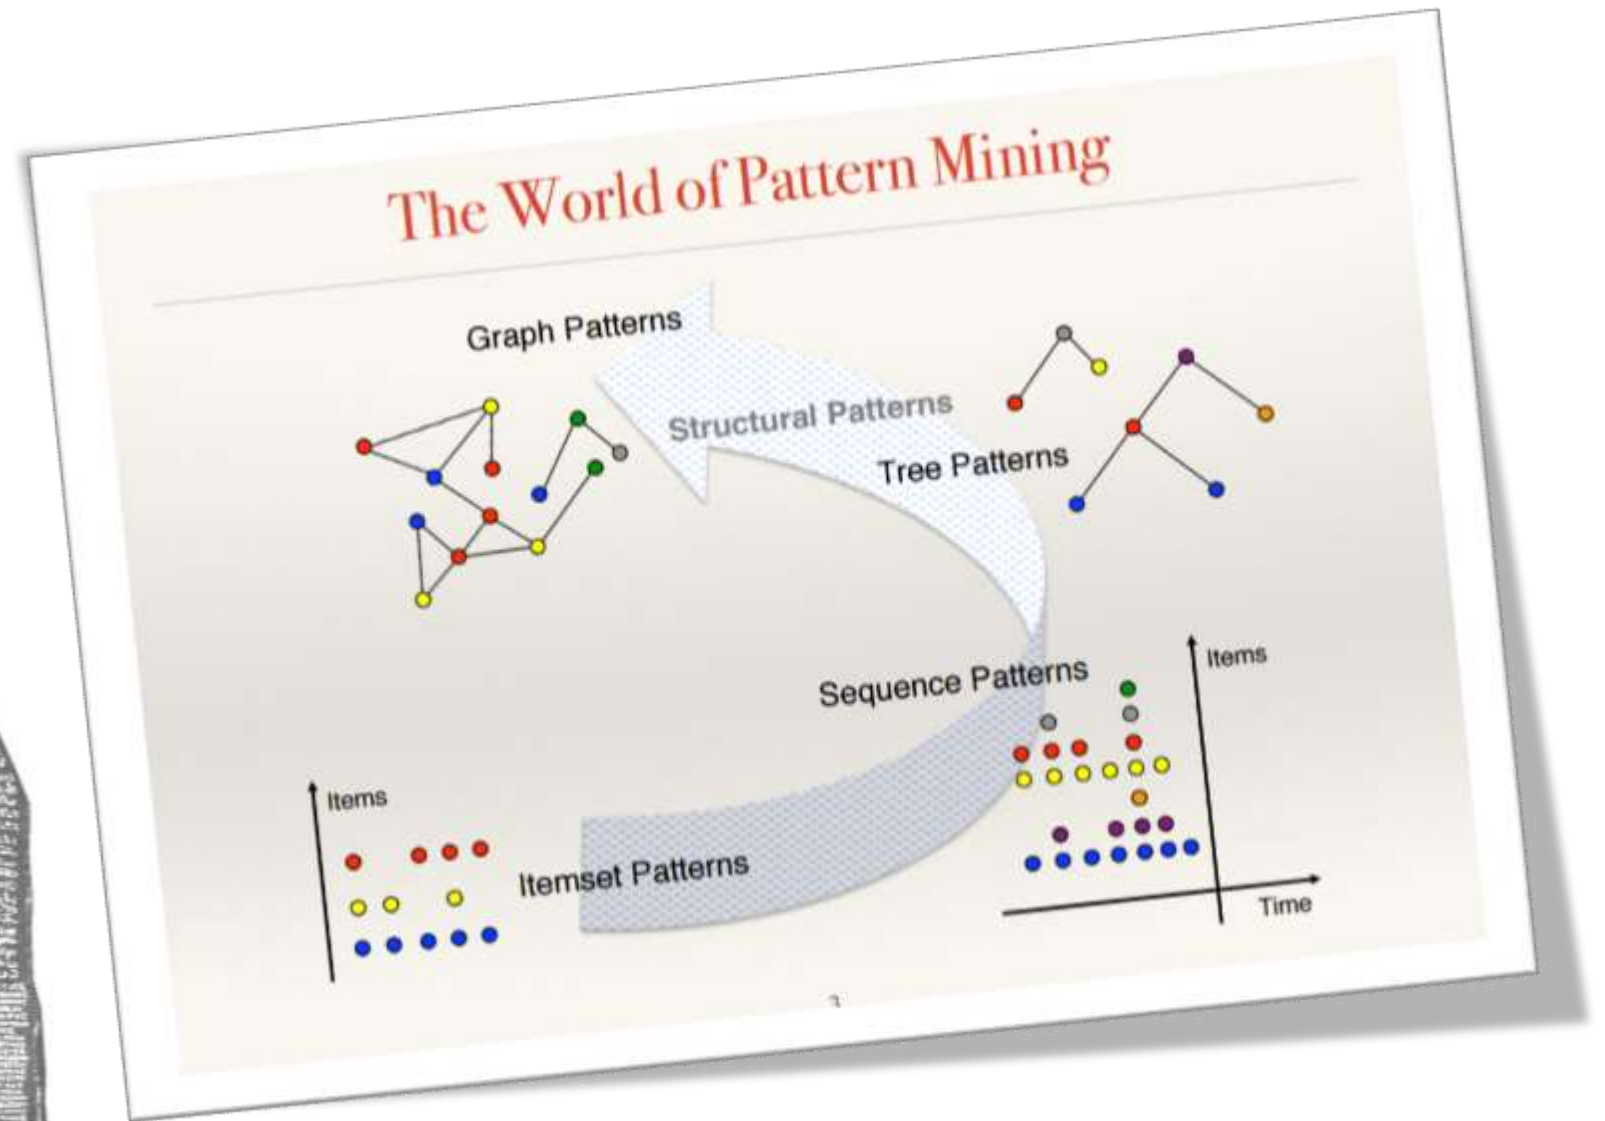 The World of Pattern Mining
Graph Patterns
Structural Patterns
Tree Patterns
Sequence Patterns
Items
Items
Itemset Patterns
Time